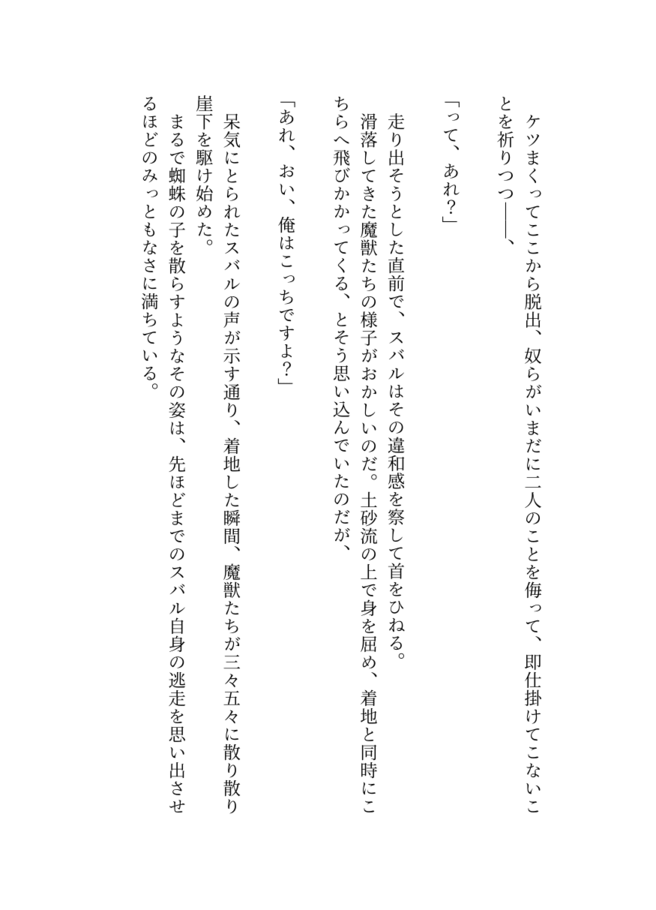 ケツまくってここから脱出、奴らがいまだに二人のことを侮って、即仕掛けてこないこ
とを祈りつつ――、
「って、あれ？」
　走り出そうとした直前で、スバルはその違和感を察して首をひねる。
　滑落してきた魔獣たちの様子がおかしいのだ。土砂流の上で身を屈め、着地と同時にこ
ちらへ飛びかかってくる、とそう思い込んでいたのだが、
「あれ、おい、俺はこっちですよ？」
　呆気にとられたスバルの声が示す通り、着地した瞬間、魔獣たちが三々五々に散り散り
崖下を駆け始めた。
　まるで蜘蛛の子を散らすようなその姿は、先ほどまでのスバル自身の逃走を思い出させ
るほどのみっともなさに満ちている。